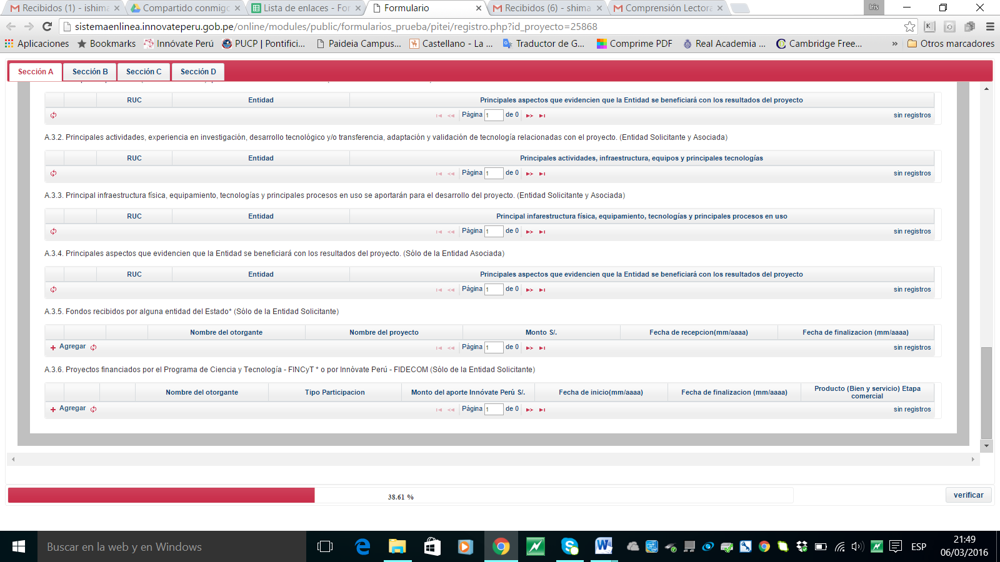 Recibidos (1) - ishima
Compartido conmigo
Lista de enlaces - For
Formulario
Recibidos (6) - shima
Comprensión Lectora
Iris
sistemaenlinea.innovateperu.gob.pe/online/modules/public/formularios_prueba/pitei/registro.php?id_proyecto=25868
Aplicaciones Bookmarks Innóvate Perú PUCP | Pontifici... Paideia Campus... Castellano - La ... Traductor de G... Comprime PDF Real Academia ... Cambridge Free... » Otros marcadores
Sección A Sección B Sección C Sección D
RUC Entidad Principales aspectos que evidencien que la Entidad se beneficiará con los resultados del proyecto
Página 1 de 0 sin registros
A.3.2. Principales actividades, experiencia en investigación, desarrollo tecnológico y/o transferencia, adaptación y validación de tecnología relacionadas con el proyecto. (Entidad Solicitante y Asociada)
RUC Entidad Principales actividades, infraestructura, equipos y principales tecnologías
Página 1 de 0 sin registros
A.3.3. Principal infraestructura física, equipamiento, tecnologías y principales procesos en uso se aportarán para el desarrollo del proyecto. (Entidad Solicitante y Asociada)
RUC Entidad Principal infarestructura física, equipamiento, tecnologías y principales procesos en uso
Página 1 de 0 sin registros
A.3.4. Principales aspectos que evidencien que la Entidad se beneficiará con los resultados del proyecto. (Sólo de la Entidad Asociada)
RUC Entidad Principales aspectos que evidencien que la Entidad se beneficiará con los resultados del proyecto
Página 1 de 0 sin registros
A.3.5. Fondos recibidos por alguna entidad del Estado* (Sólo de la Entidad Solicitante)
Nombre del otorgante Nombre del proyecto Monto S/. Fecha de recepcion(mm/aaaa) Fecha de finalizacion (mm/aaaa)
Agregar Página 1 de 0 sin registros
A.3.6. Proyectos financiados por el Programa de Ciencia y Tecnología - FINCyT * o por Innóvate Perú - FIDECOM (Sólo de la Entidad Solicitante)
Nombre del otorgante Tipo Participacion Monto del aporte Innóvate Perú S/. Fecha de inicio(mm/aaaa) Fecha de finalizacion (mm/aaaa) Producto (Bien y servicio) Etapa
comercial
Agregar Página 1 de 0 sin registros
38.61 %
verificar
Buscar en la web y en Windows
ESP
21:49
06/03/2016